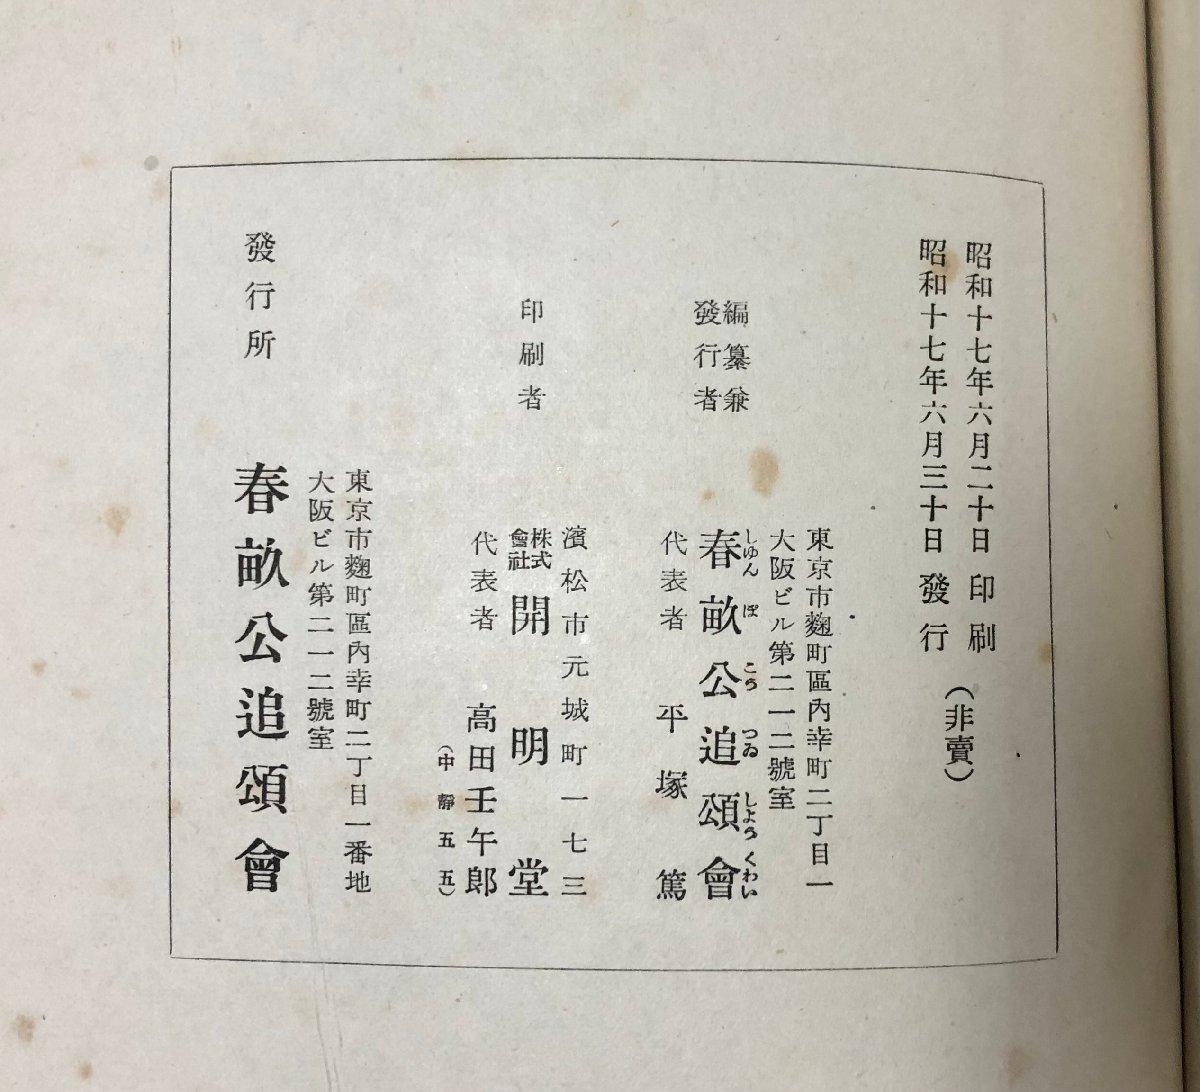 昭和十七年六月二十日 印刷
昭和十七年六月三十日 發行
(非賣)
編纂兼
發行者
東京市麴町區內幸町二丁目一
大阪ビル第二一二號室
しゆんぽこうつゐしようくわい
春畝公追頌會
代表者 平塚篤
印刷者
濱松市元城町一七三
株式
會社
開明堂
代表者 高田壬午郎
(中靜五五)
發行所
東京市麴町區內幸町二丁目一番地
大阪ビル第二一二號室
春畝公追頌會